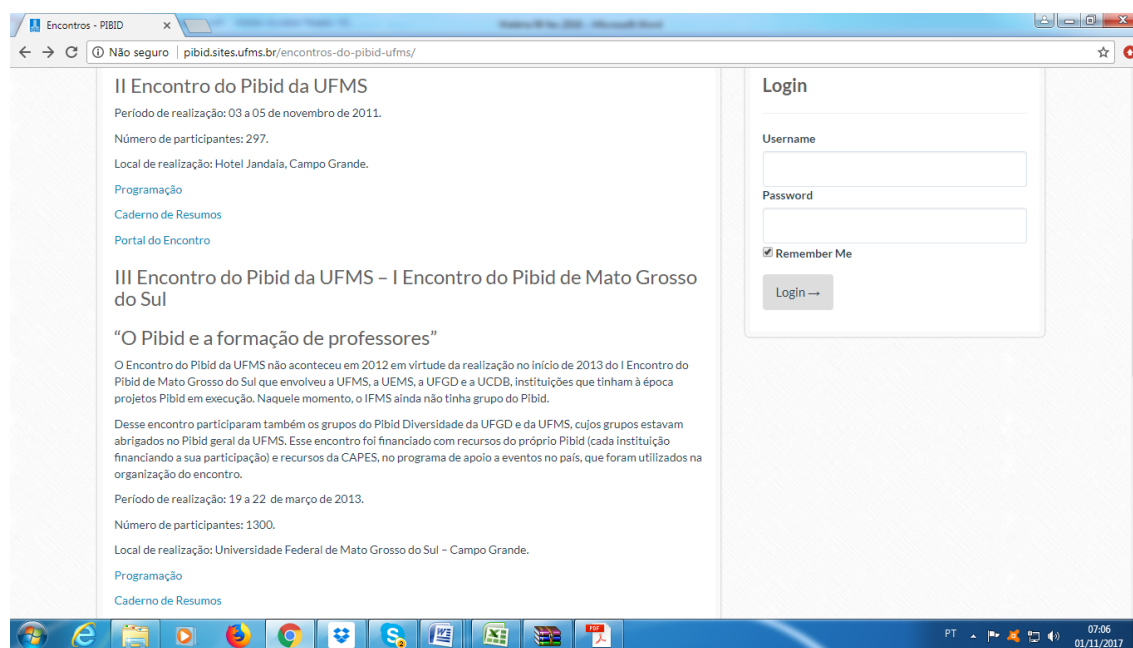 Encontros - PIBID
Não seguro | pibid.sites.ufms.br/encontros-do-pibid-ufms/
II Encontro do Pibid da UFMS
Período de realização: 03 a 05 de novembro de 2011.
Número de participantes: 297.
Local de realização: Hotel Jandaia, Campo Grande.
Programação
Caderno de Resumos
Portal do Encontro
III Encontro do Pibid da UFMS – I Encontro do Pibid de Mato Grosso
do Sul
“O Pibid e a formação de professores”
O Encontro do Pibid da UFMS não aconteceu em 2012 em virtude da realização no início de 2013 do I Encontro do
Pibid de Mato Grosso do Sul que envolveu a UFMS, a UEMS, a UFGD e a UCDB, instituições que tinham à época
projetos Pibid em execução. Naquele momento, o IFMS ainda não tinha grupo do Pibid.
Desse encontro participaram também os grupos do Pibid Diversidade da UFGD e da UFMS, cujos grupos estavam
abrigados no Pibid geral da UFMS. Esse encontro foi financiado com recursos do próprio Pibid (cada instituição
financiando a sua participação) e recursos da CAPES, no programa de apoio a eventos no país, que foram utilizados na
organização do encontro.
Período de realização: 19 a 22 de março de 2013.
Número de participantes: 1300.
Local de realização: Universidade Federal de Mato Grosso do Sul – Campo Grande.
Programação
Caderno de Resumos
Login
Username
Password
Remember Me
Login →
PDF
PT
07:06
01/11/2017